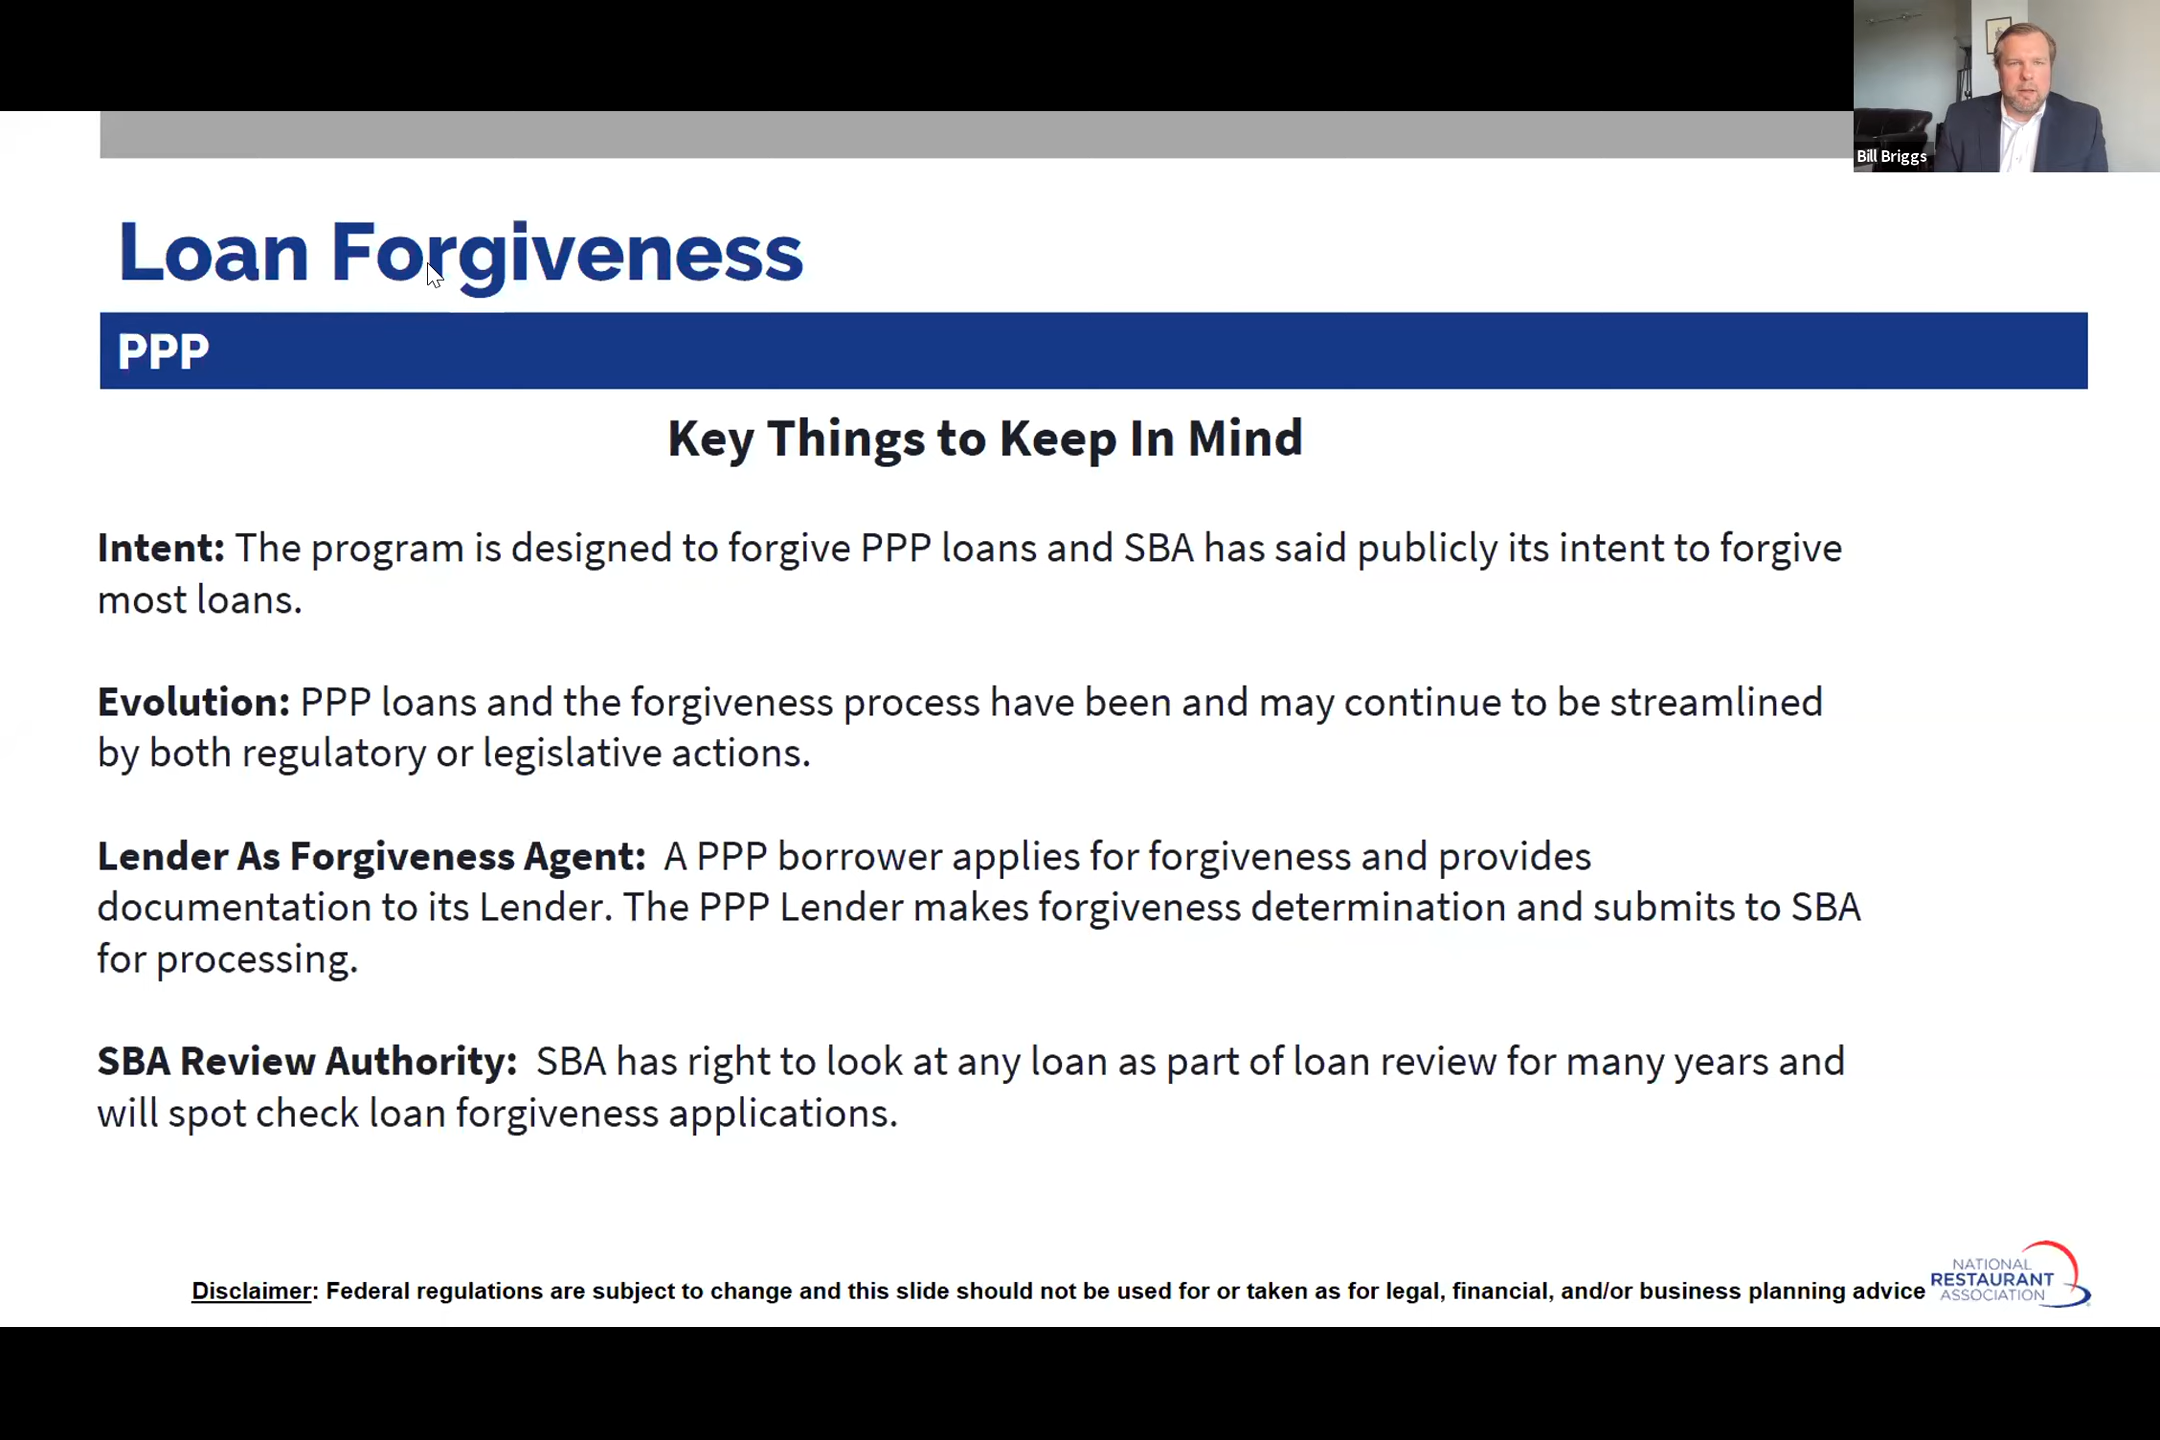 Bill Briggs
Loan Forgiveness
PPP
Key Things to Keep In Mind
Intent: The program is designed to forgive PPP loans and SBA has said publicly its intent to forgive
most loans.
Evolution: PPP loans and the forgiveness process have been and may continue to be streamlined
by both regulatory or legislative actions.
Lender As Forgiveness Agent: A PPP borrower applies for forgiveness and provides
documentation to its Lender. The PPP Lender makes forgiveness determination and submits to SBA
for processing.
SBA Review Authority: SBA has right to look at any loan as part of loan review for many years and
will spot check loan forgiveness applications.
Disclaimer: Federal regulations are subject to change and this slide should not be used for or taken as for legal, financial, and/or business planning advice
NATIONAL
RESTAURANT
ASSOCIATION